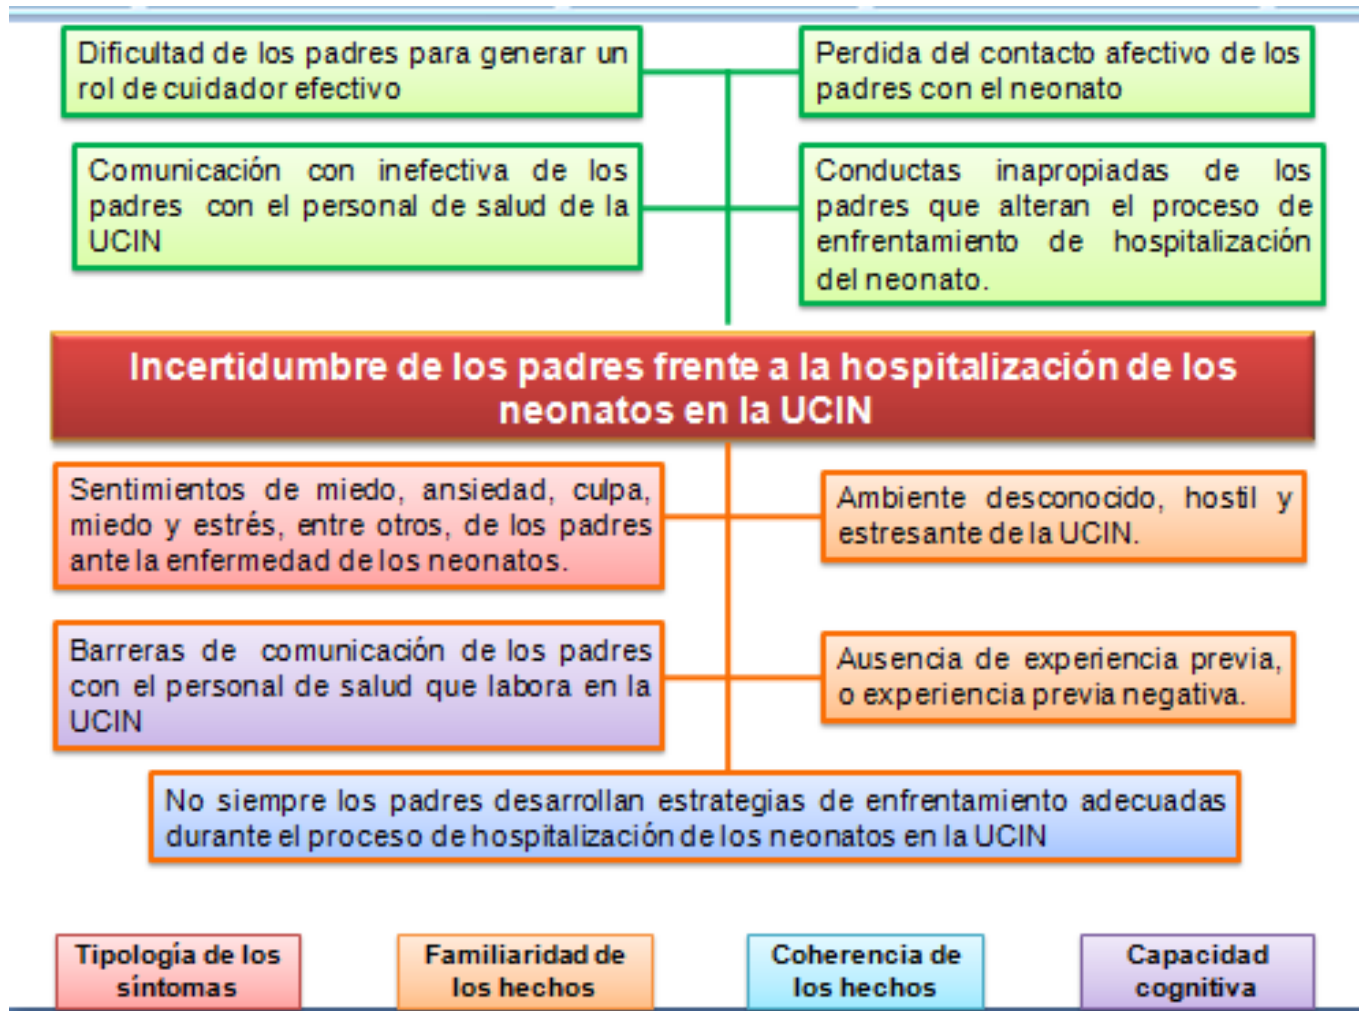 Dificultad de los padres para generar un
rol de cuidador efectivo
Perdida del contacto afectivo de los
padres con el neonato
Comunicación con inefectiva de los
padres con el personal de salud de la
UCIN
Conductas inapropiadas de los
padres que alteran el proceso de
enfrentamiento de hospitalización
del neonato.
Incertidumbre de los padres frente a la hospitalización de los
neonatos en la UCIN
Sentimientos de miedo, ansiedad, culpa,
miedo y estrés, entre otros, de los padres
ante la enfermedad de los neonatos.
Ambiente desconocido, hostil y
estresante de la UCIN.
Barreras de comunicación de los padres
con el personal de salud que labora en la
UCIN
Ausencia de experiencia previa,
o experiencia previa negativa.
No siempre los padres desarrollan estrategias de enfrentamiento adecuadas
durante el proceso de hospitalización de los neonatos en la UCIN
Tipología de los
síntomas
Familiaridad de
los hechos
Coherencia de
los hechos
Capacidad
cognitiva